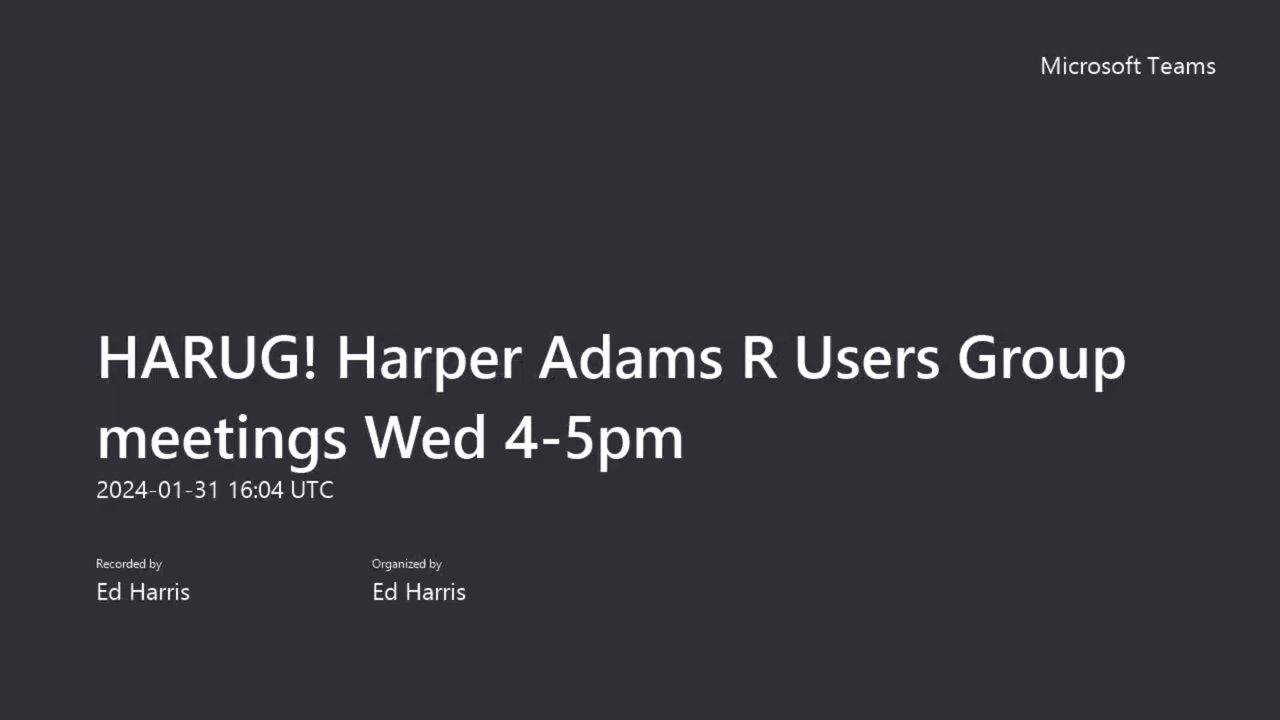 Microsoft Teams
HARUG! Harper Adams R Users Group
meetings Wed 4-5pm
2024-01-31 16:04 UTC
Recorded by
Ed Harris
Organized by
Ed Harris